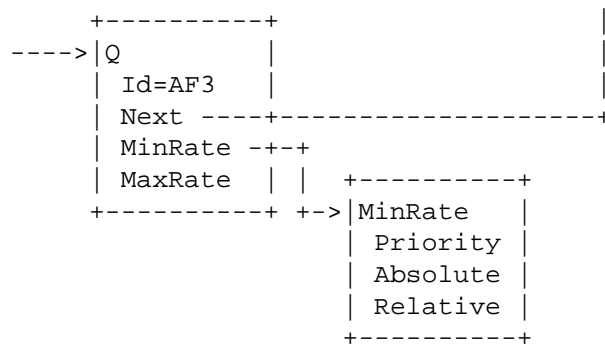 +----------+                      |
---->|Q         |                      |
| Id=AF3   |                      |
| Next ----+----------------------+
| MinRate -+-+
| MaxRate  | |  +----------+
+----------+ +->|MinRate   |
| Priority |
| Absolute |
| Relative |
+----------+